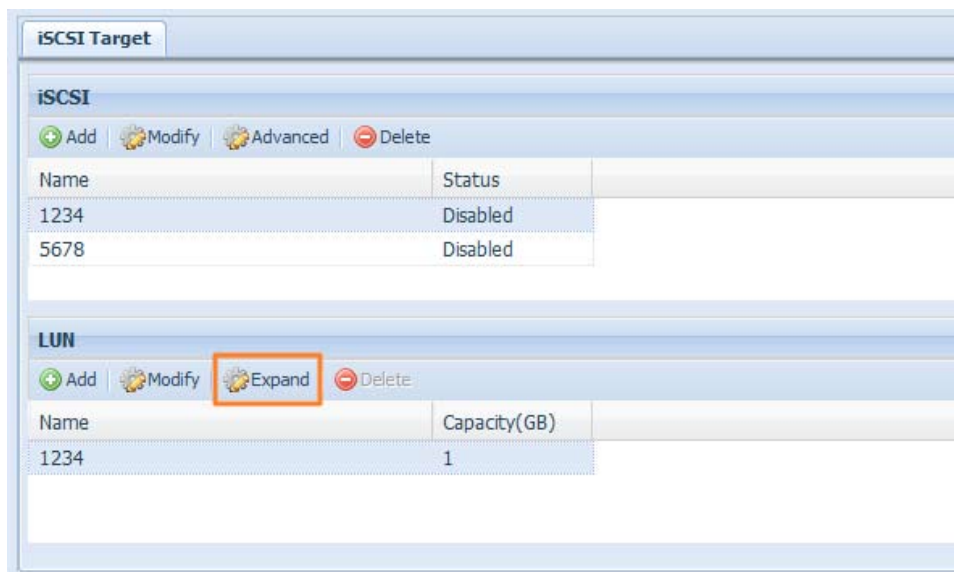 iSCSI Target
iSCSI
Add Modify Advanced Delete
Name Status
1234 Disabled
5678 Disabled
LUN
Add Modify Expand Delete
Name Capacity(GB)
1234 1